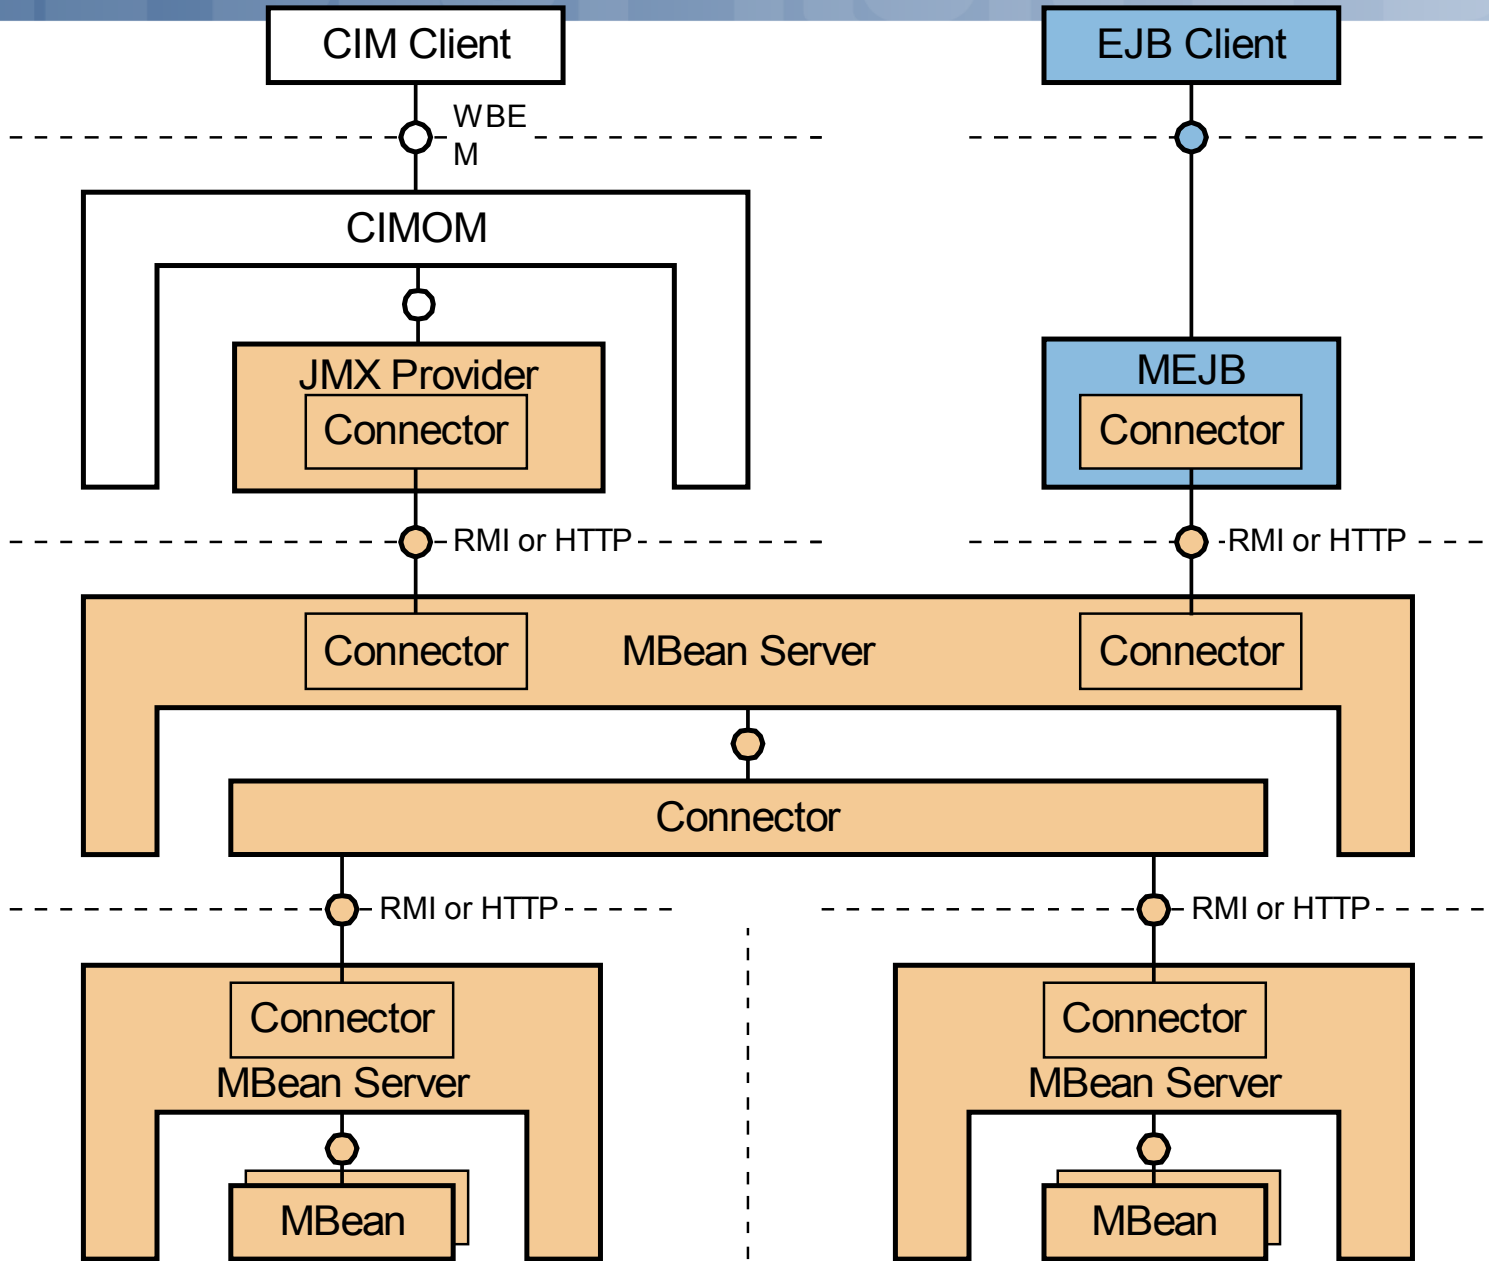 CIM Client
EJB Client
WBE
M
CIMOM
JMX Provider
Connector
MEJB
Connector
RMI or HTTP
RMI or HTTP
Connector
MBean Server
Connector
Connector
RMI or HTTP
RMI or HTTP
Connector
MBean Server
Connector
MBean Server
MBean
MBean